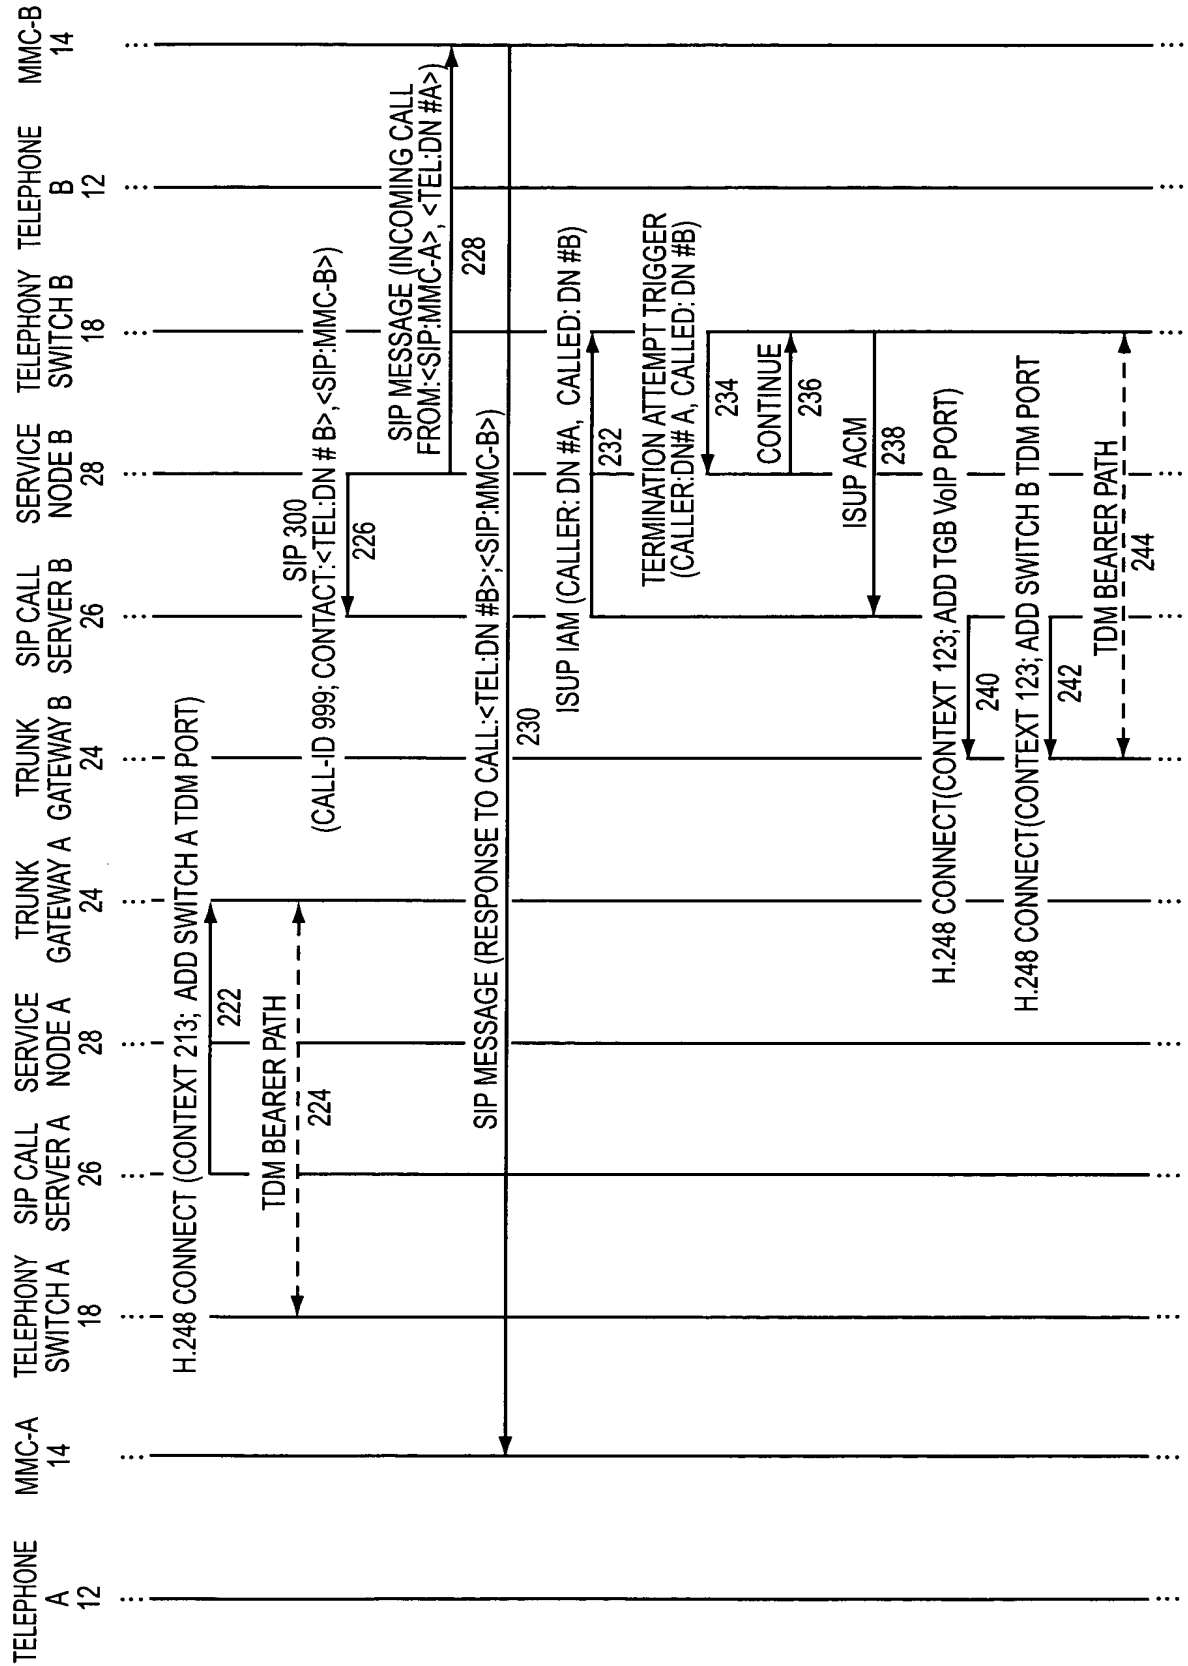 TELEPHONE
A
12
MMC-A
14
TELEPHONY
SWITCH A
18
SIP CALL
SERVER A
26
SERVICE
NODE A
28
TRUNK
GATEWAY A
24
TRUNK
GATEWAY B
24
SIP CALL
SERVER B
26
SERVICE
NODE B
28
TELEPHONY
SWITCH B
18
TELEPHONE
B
12
MMC-B
14
H.248 CONNECT (CONTEXT 213; ADD SWITCH A TDM PORT)
222
TDM BEARER PATH
224
SIP 300
(CALL-ID 999; CONTACT:<TEL:DN # B>,<SIP:MMC-B>)
226
SIP MESSAGE (INCOMING CALL
FROM:<SIP:MMC-A>, <TEL:DN #A>)
228
SIP MESSAGE (RESPONSE TO CALL:<TEL:DN #B>;<SIP:MMC-B>)
230
ISUP IAM (CALLER: DN #A, CALLED: DN #B)
232
TERMINATION ATTEMPT TRIGGER
(CALLER:DN# A, CALLED: DN #B)
234
CONTINUE
236
ISUP ACM
238
H.248 CONNECT(CONTEXT 123; ADD TGB VoIP PORT)
240
H.248 CONNECT(CONTEXT 123; ADD SWITCH B TDM PORT
242
TDM BEARER PATH
244